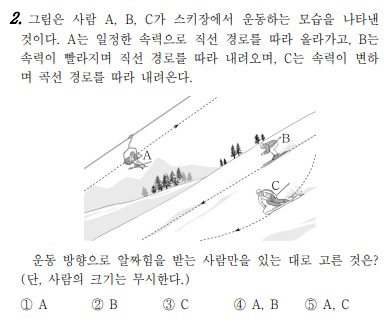 2. 그림은 사람 A, B, C가 스키장에서 운동하는 모습을 나타낸
것이다. A는 일정한 속력으로 직선 경로를 따라 올라가고, B는
속력이 빨라지며 직선 경로를 따라 내려오며, C는 속력이 변하
며 곡선 경로를 따라 내려온다.
A
B
C
운동 방향으로 알짜힘을 받는 사람만을 있는 대로 고른 것은?
(단, 사람의 크기는 무시한다.)
① A ② B ③ C ④ A, B ⑤ A, C